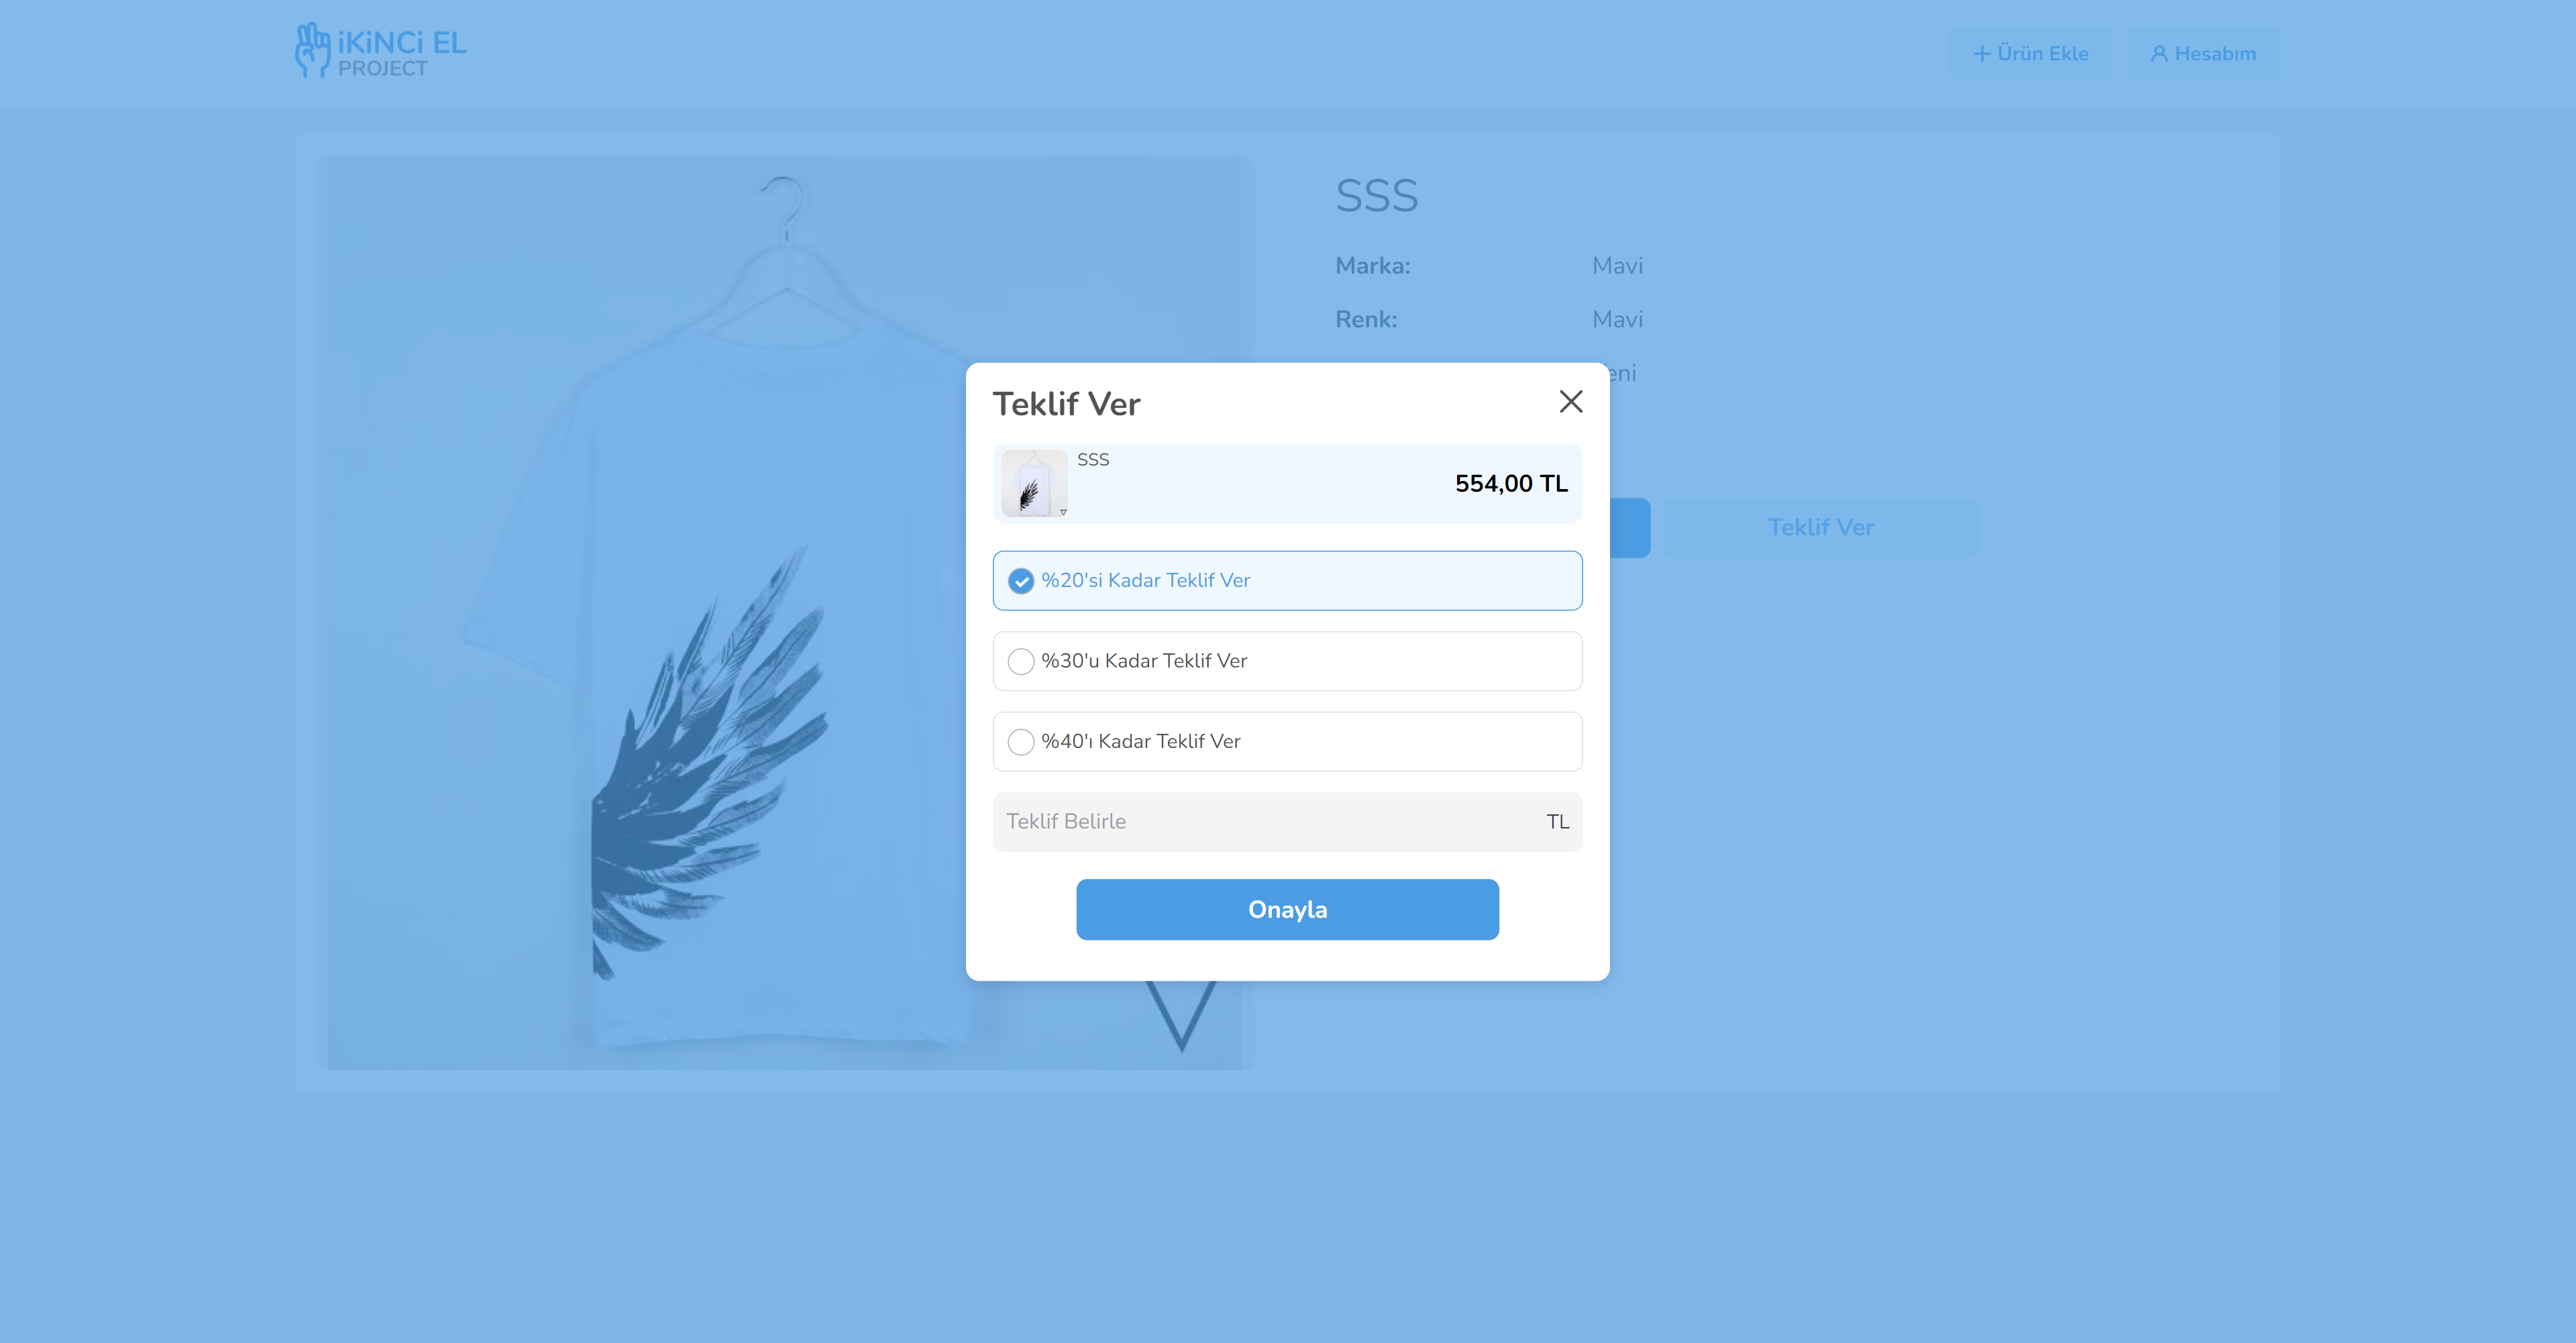 iKiNCi EL
PROJECT
Ürün Ekle
Hesabım
SSS
Marka: Mavi
Renk: Mavi
Teklif Ver
Teklif Ver
SSS
554,00 TL
%20'si Kadar Teklif Ver
%30'u Kadar Teklif Ver
%40'ı Kadar Teklif Ver
Teklif Belirle TL
Onayla